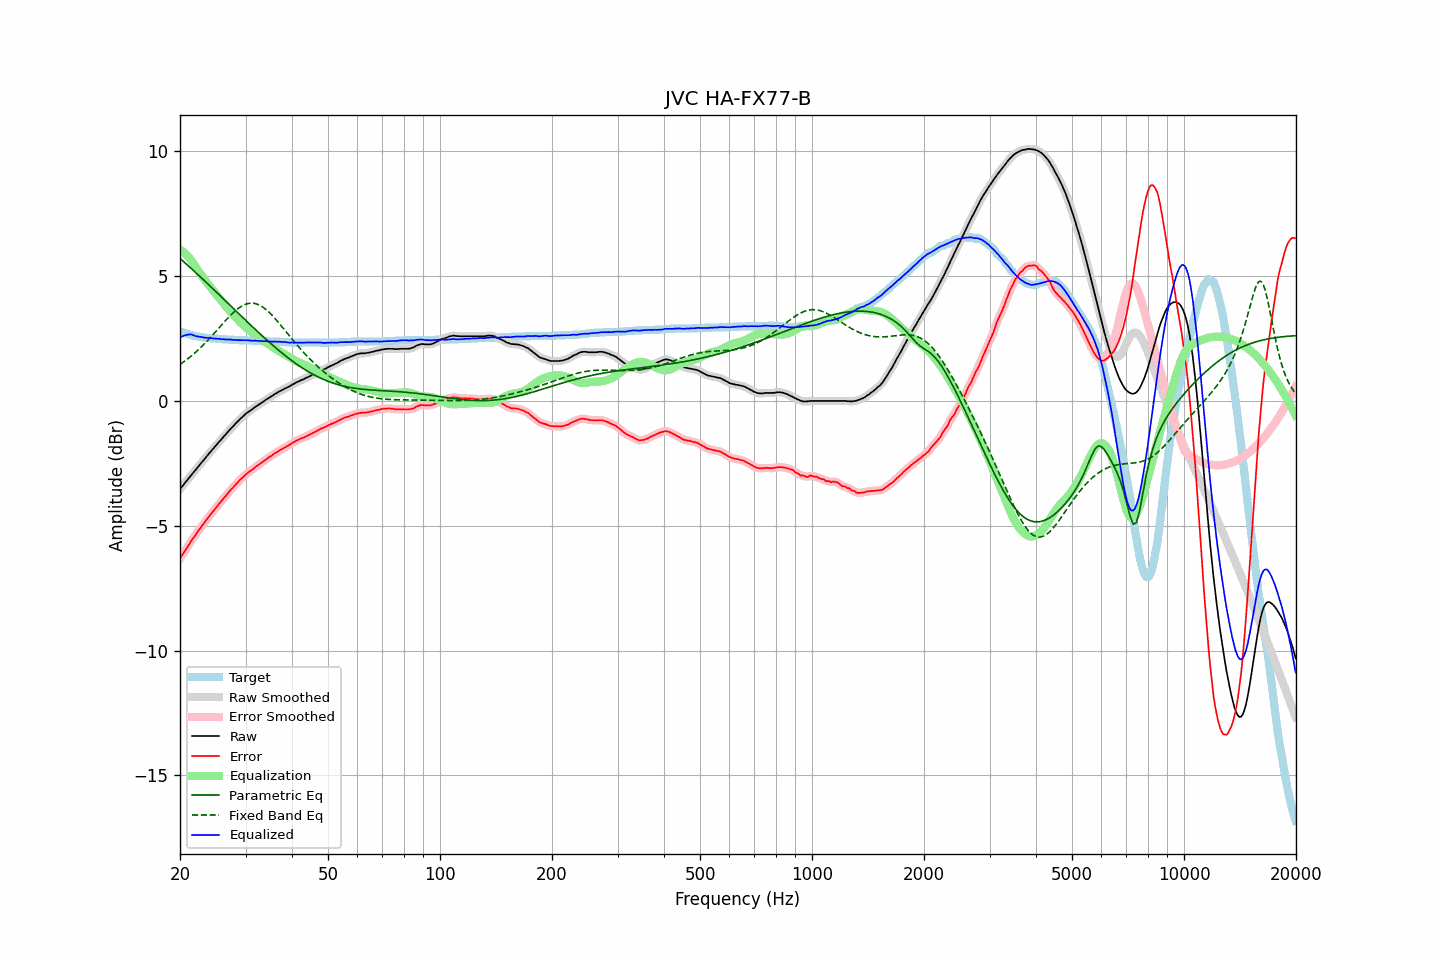 JVC HA-FX77-B
Amplitude (dBr)
10
5
0
−5
−10
−15
Target
Raw Smoothed
Error Smoothed
Raw
Error
Equalization
Parametric Eq
Fixed Band Eq
Equalized
20 50 100 200 500 1000 2000 5000 10000 20000
Frequency (Hz)